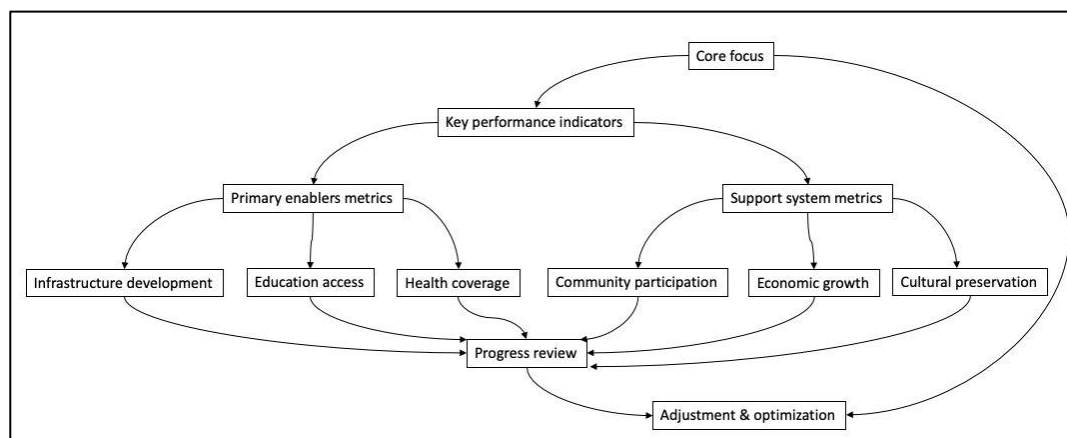 Core focus
Key performance indicators
Primary enablers metrics
Support system metrics
Infrastructure development
Education access
Health coverage
Community participation
Economic growth
Cultural preservation
Progress review
Adjustment & optimization